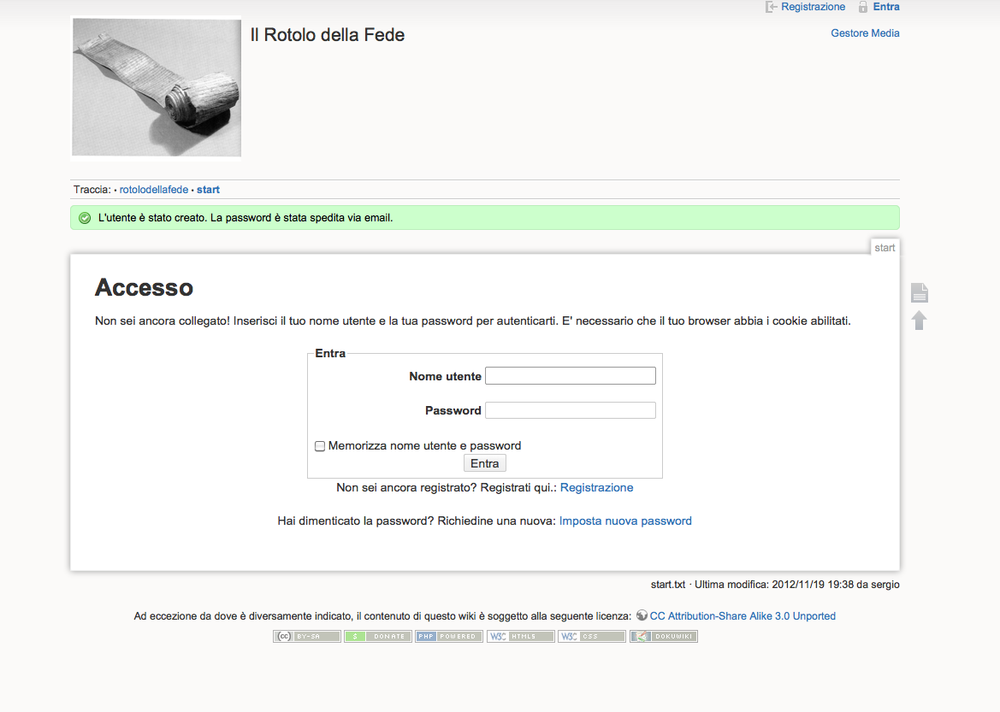 Registrazione Entra
Il Rotolo della Fede
Gestore Media
Traccia: • rotolodellafede • start
L'utente è stato creato. La password è stata spedita via email.
start
Accesso
Non sei ancora collegato! Inserisci il tuo nome utente e la tua password per autenticarti. E' necessario che il tuo browser abbia i cookie abilitati.
Entra
Nome utente
Password
Memorizza nome utente e password
Entra
Non sei ancora registrato? Registrati qui.: Registrazione
Hai dimenticato la password? Richiedine una nuova: Imposta nuova password
start.txt · Ultima modifica: 2012/11/19 19:38 da sergio
Ad eccezione da dove è diversamente indicato, il contenuto di questo wiki è soggetto alla seguente licenza: CC Attribution-Share Alike 3.0 Unported
cc BY-SA $ DONATE PHP POWERED W3C HTML5 W3C CSS DOKUWIKI